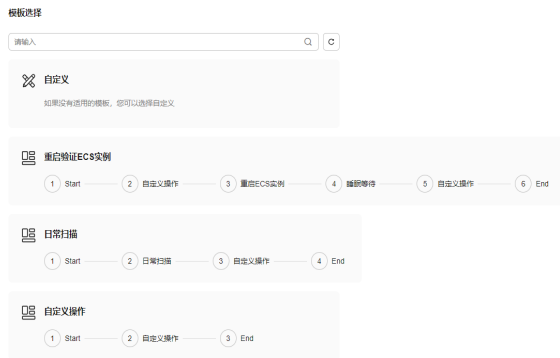 模板选择
请输入
自定义
如果没有适用的模板，您可以选择自定义
重启验证ECS实例
1 Start 2 自定义操作 3 重启ECS实例 4 睡眠等待 5 自定义操作 6 End
日常扫描
1 Start 2 日常扫描 3 自定义操作 4 End
自定义操作
1 Start 2 自定义操作 3 End